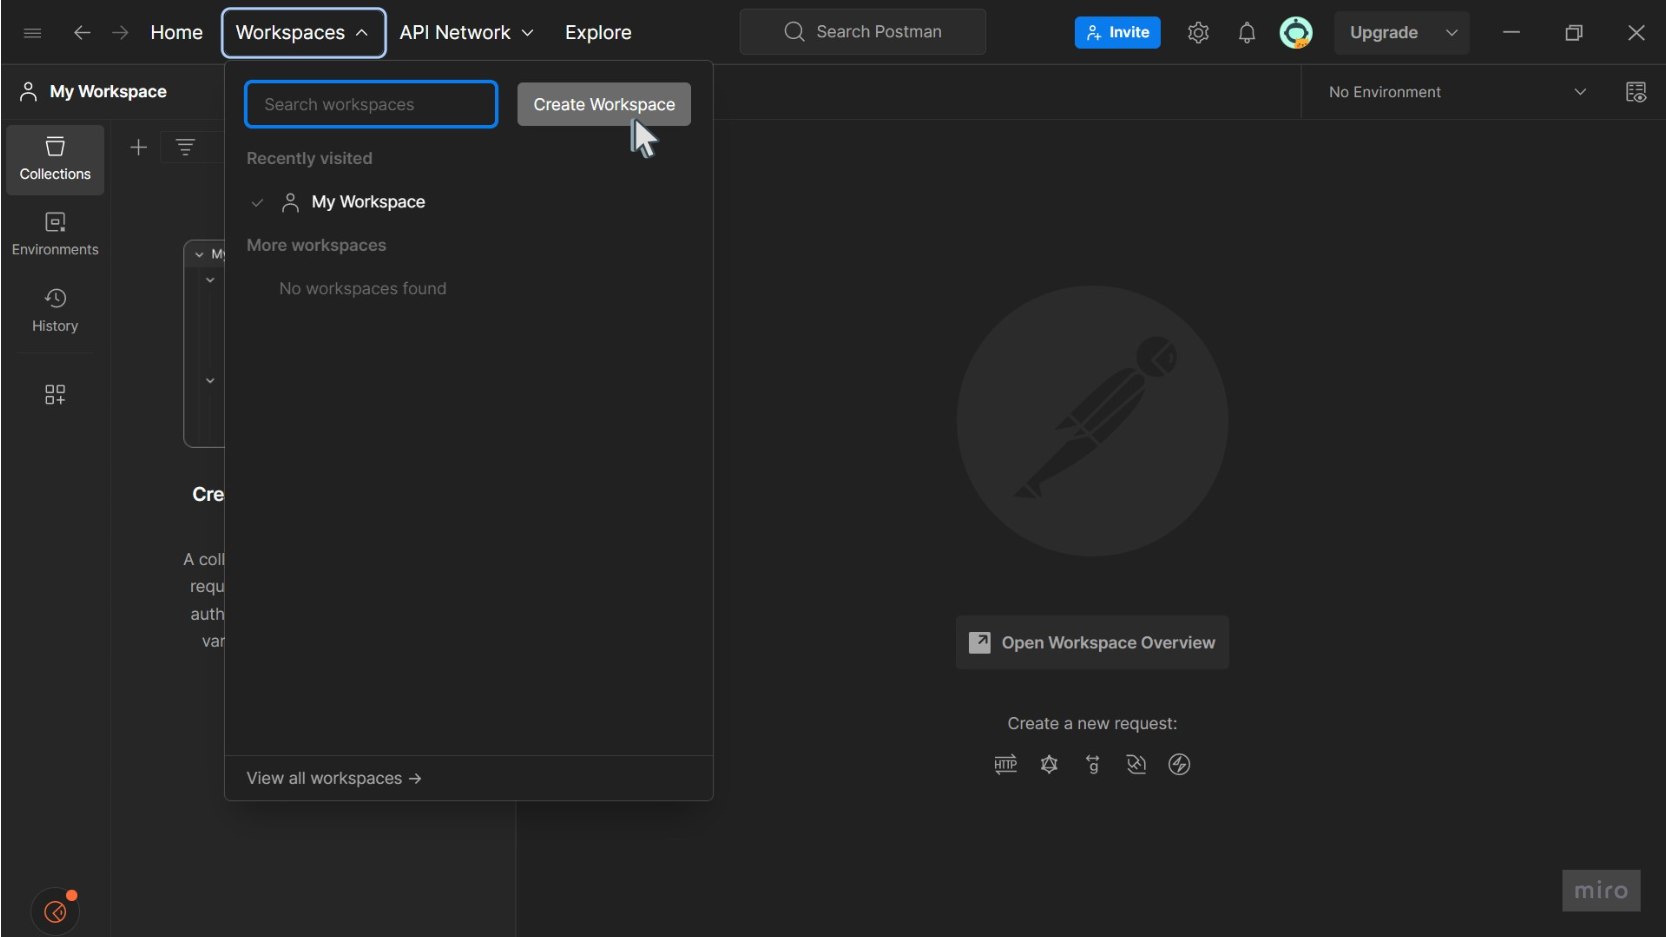 Home
Workspaces
API Network
Explore
Search Postman
Invite
Upgrade
My Workspace
No Environment
Search workspaces
Create Workspace
Recently visited
My Workspace
More workspaces
No workspaces found
View all workspaces →
Collections
Environments
History
My
Cre
A coll
requ
auth
var
Open Workspace Overview
Create a new request:
HTTP
g
miro